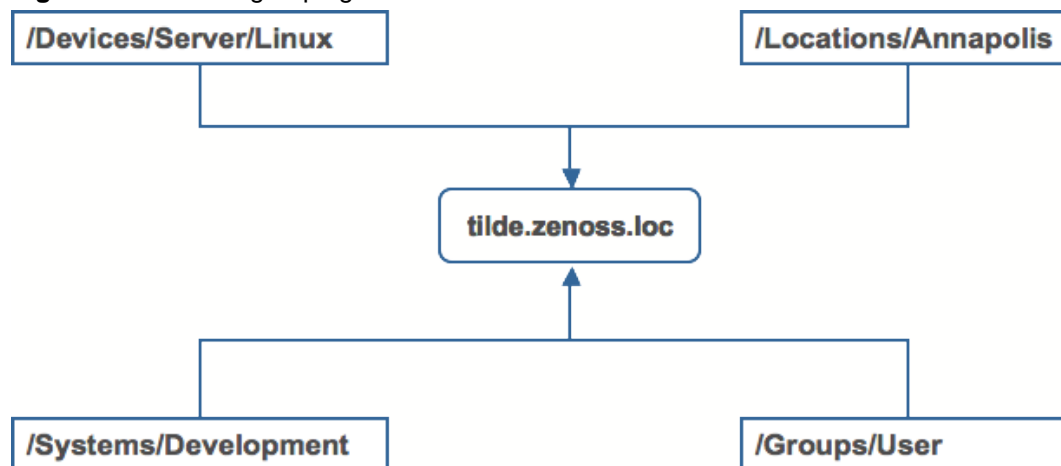 /Devices/Server/Linux
/Locations/Annapolis
tilde.zenoss.loc
/Systems/Development
/Groups/User